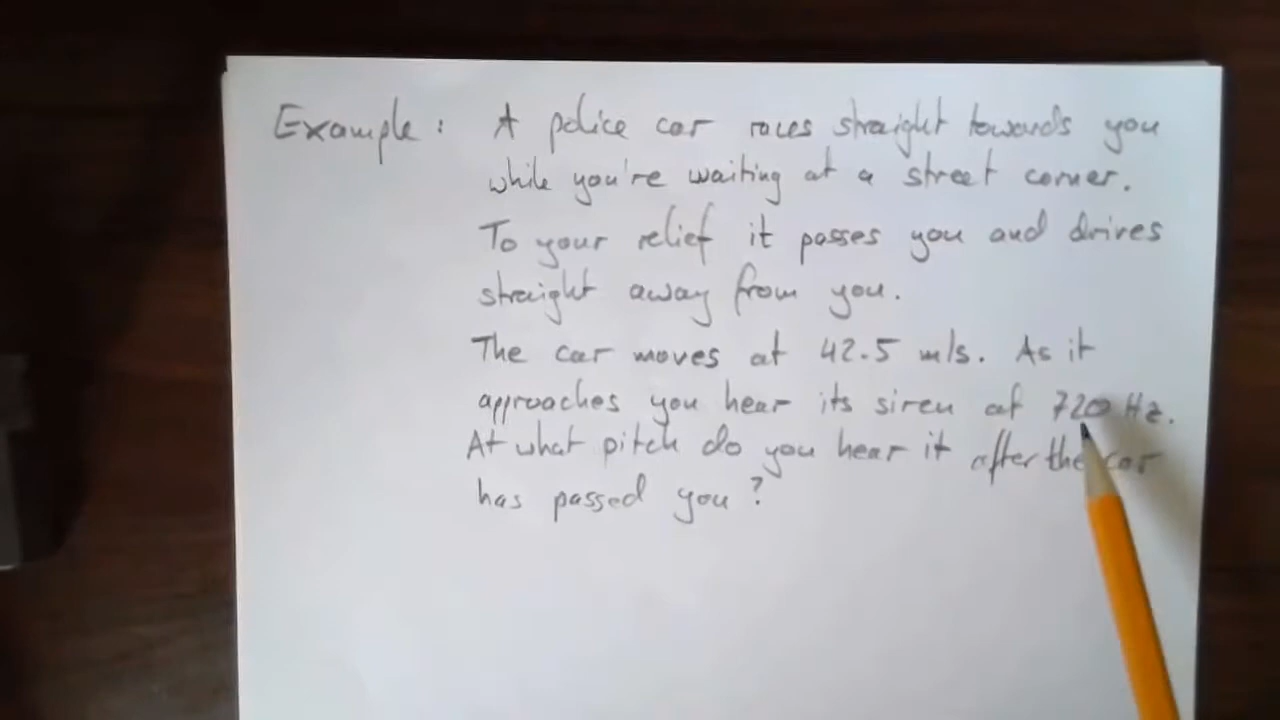 Example: A police car races straight towards you
while you're waiting at a street corner.
To your relief it passes you and drives
straight away from you.
The car moves at 42.5 m/s. As it
approaches you hear its siren at 720 Hz.
At what pitch do you hear it after the car
has passed you?